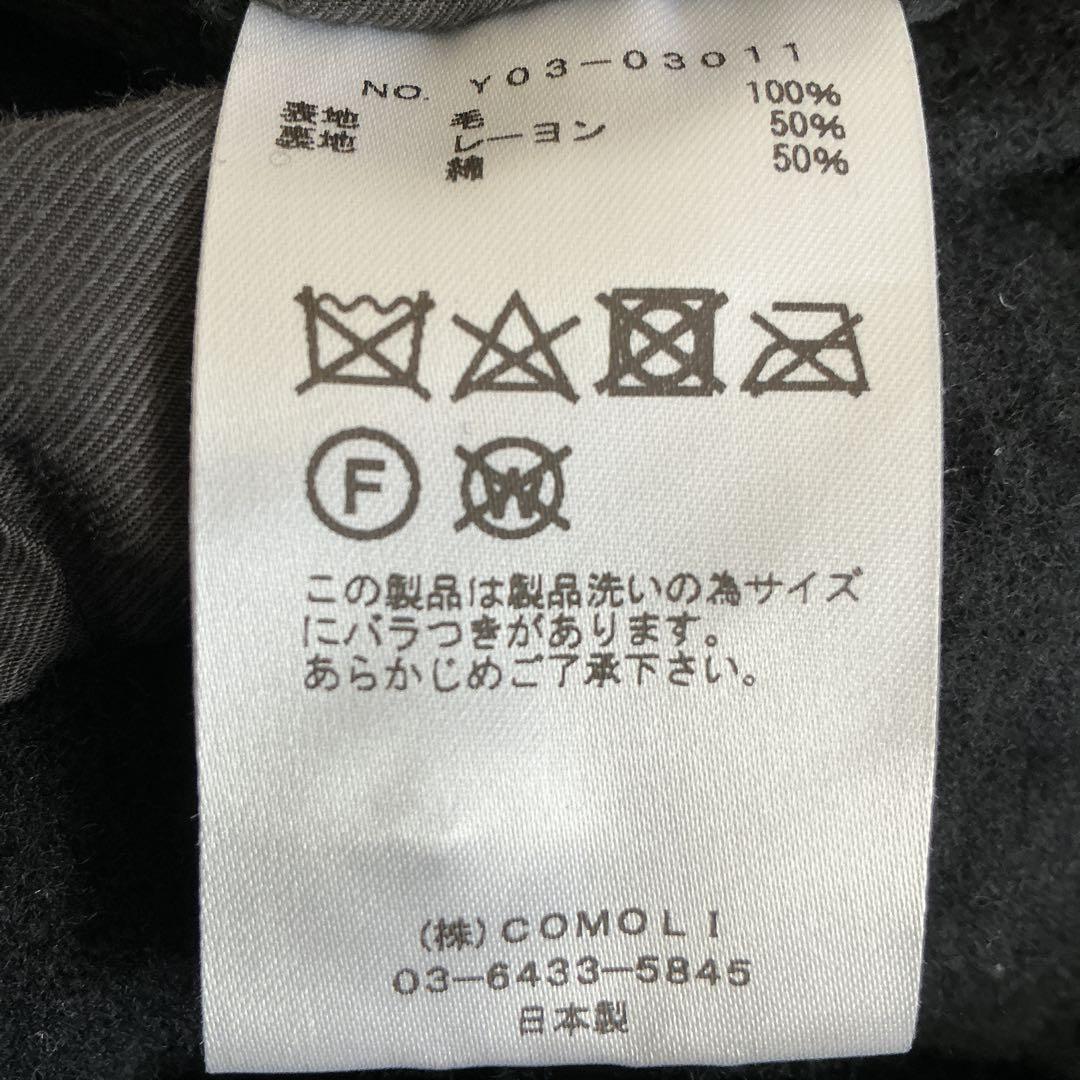 NO. Y03-03011
表地 毛 100%
裏地 レーヨン 50%
綿 50%
F
W
この製品は製品洗いの為サイズ
にバラつきがあります。
あらかじめご了承下さい。
(株)COMOLI
03-6433-5845
日本製